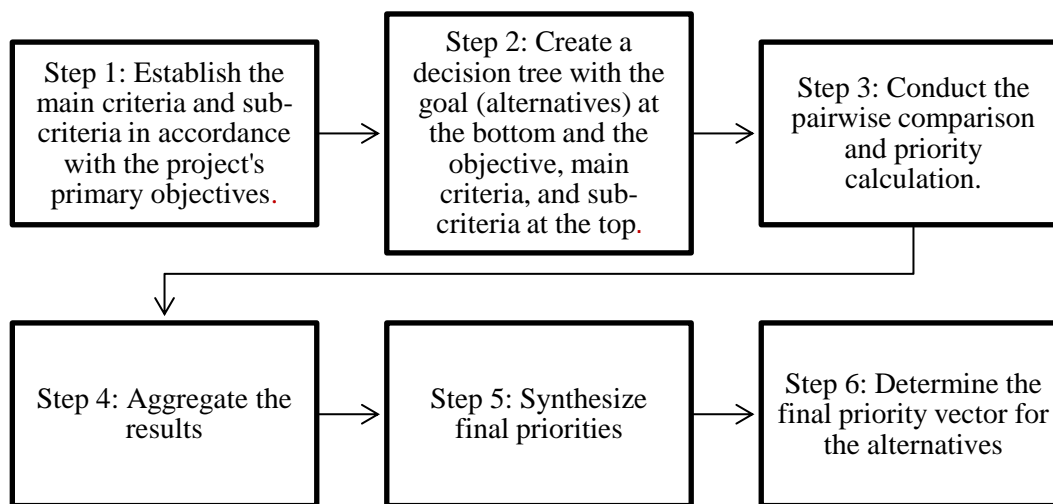 Step 1: Establish the
main criteria and sub-
criteria in accordance
with the project's
primary objectives.
Step 2: Create a
decision tree with the
goal (alternatives) at
the bottom and the
objective, main
criteria, and sub-
criteria at the top.
Step 3: Conduct the
pairwise comparison
and priority
calculation.
Step 4: Aggregate the
results
Step 5: Synthesize
final priorities
Step 6: Determine the
final priority vector for
the alternatives